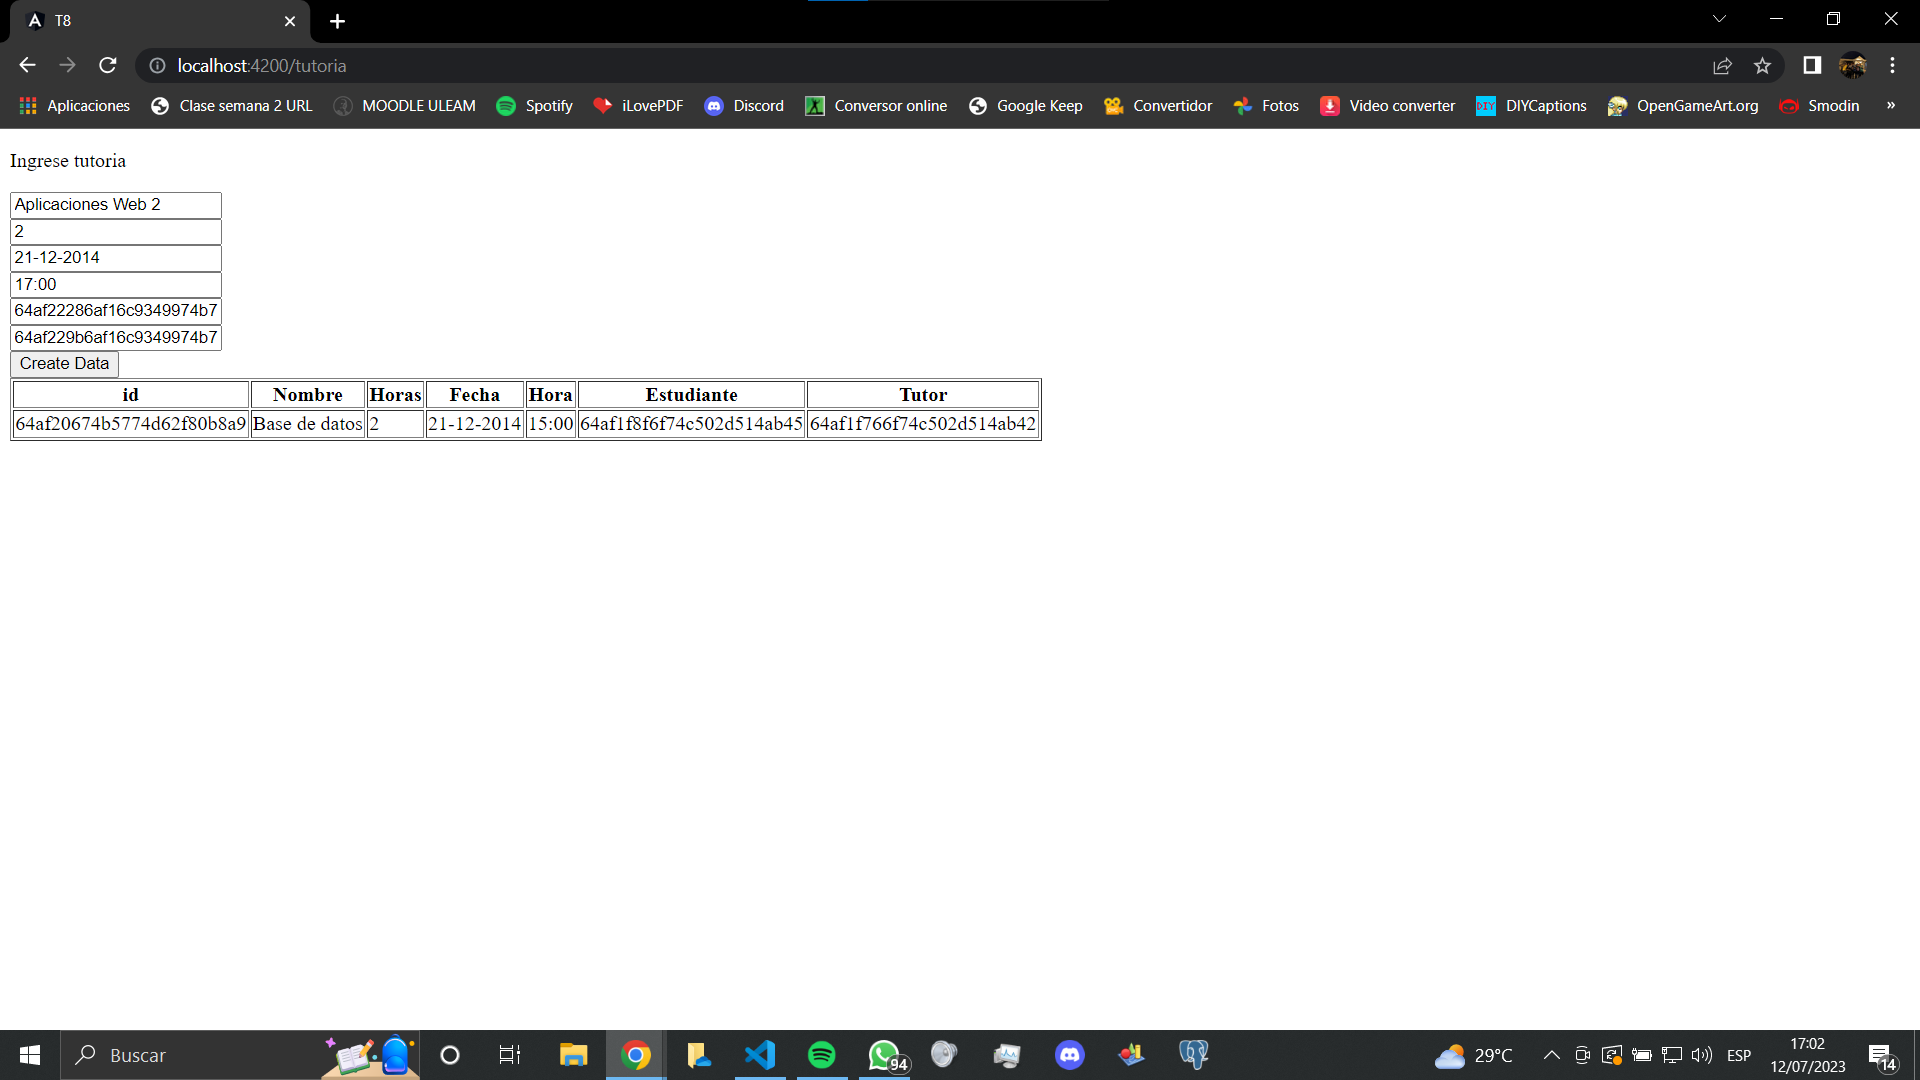 T8
localhost:4200/tutoria
Aplicaciones Clase semana 2 URL MOODLE ULEAM Spotify iLovePDF Discord Conversor online Google Keep Convertidor Fotos Video converter DIY DIYCaptions OpenGameArt.org Smodin »
Ingrese tutoria
Aplicaciones Web 2
2
21-12-2014
17:00
64af22286af16c9349974b7
64af229b6af16c9349974b7
Create Data
id Nombre Horas Fecha Hora Estudiante Tutor
64af20674b5774d62f80b8a9 Base de datos 2 21-12-2014 15:00 64af1f8f6f74c502d514ab45 64af1f766f74c502d514ab42
Buscar 94 29°C ESP 17:02 14
12/07/2023